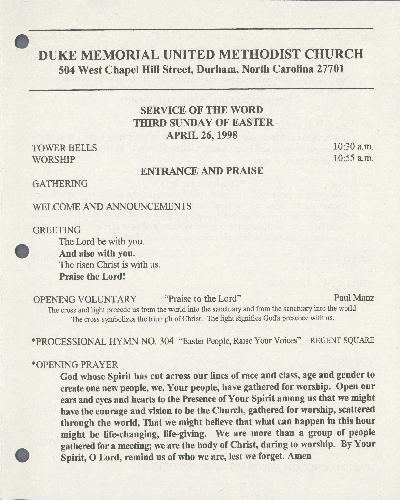 DUKE MEMORIAL UNITED METHODIST CHURCH
504 West Chapel Hill Street, Durham, North Carolina 27701
SERVICE OF THE WORD
THIRD SUNDAY OF EASTER
APRIL 26, 1998
TOWER BELLS 10:30 a.m.
WORSHIP 10:55 a.m.
ENTRANCE AND PRAISE
GATHERING
WELCOME AND ANNOUNCEMENTS
GREETING
The Lord be with you.
And also with you.
The risen Christ is with us.
Praise the Lord!
OPENING VOLUNTARY "Praise to the Lord" Paul Manz
The cross and light precede us from the world into the sanctuary and from the sanctuary into the world
The cross symbolizes the triumph of Christ. The light signifies God's presence with us.
*PROCESSIONAL HYMN NO. 304 "Easter People, Raise Your Voices" REGENT SQUARE
*OPENING PRAYER
God whose Spirit has cut across our lines of race and class, age and gender to
create one new people, we, Your people, have gathered for worship. Open our
ears and eyes and hearts to the Presence of Your Spirit among us that we might
have the courage and vision to be the Church, gathered for worship, scattered
through the world, That we might believe that what can happen in this hour
might be life-changing, life-giving. We are more than a group of people
gathered for a meeting; we are the body of Christ, daring to worship. By Your
Spirit, O Lord, remind us of who we are, lest we forget. Amen